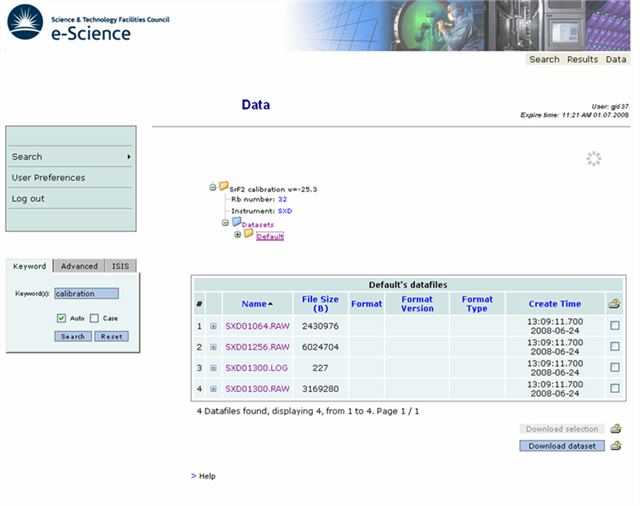 Science & Technology Facilities Council
e-Science
Search Results Data
Data
User: gjd37
Expire time: 11:21 AM 01.07.2008
Search
User Preferences
Log out
SrF2 calibration w=-25.3
Rb number: 32
Instrument: SXD
Datasets
Default
Keyword Advanced ISIS
Keyword(s): calibration
Auto Case
Search Reset
Default's datafiles
# Name File Size (B) Format Format Version Format Type Create Time
1 SXD01064.RAW 2430976 13:09:11.700 2008-06-24
2 SXD01256.RAW 6024704 13:09:11.700 2008-06-24
3 SXD01300.LOG 227 13:09:11.700 2008-06-24
4 SXD01300.RAW 3169280 13:09:11.700 2008-06-24
4 Datafiles found, displaying 4, from 1 to 4. Page 1 / 1
Download selection
Download dataset
> Help